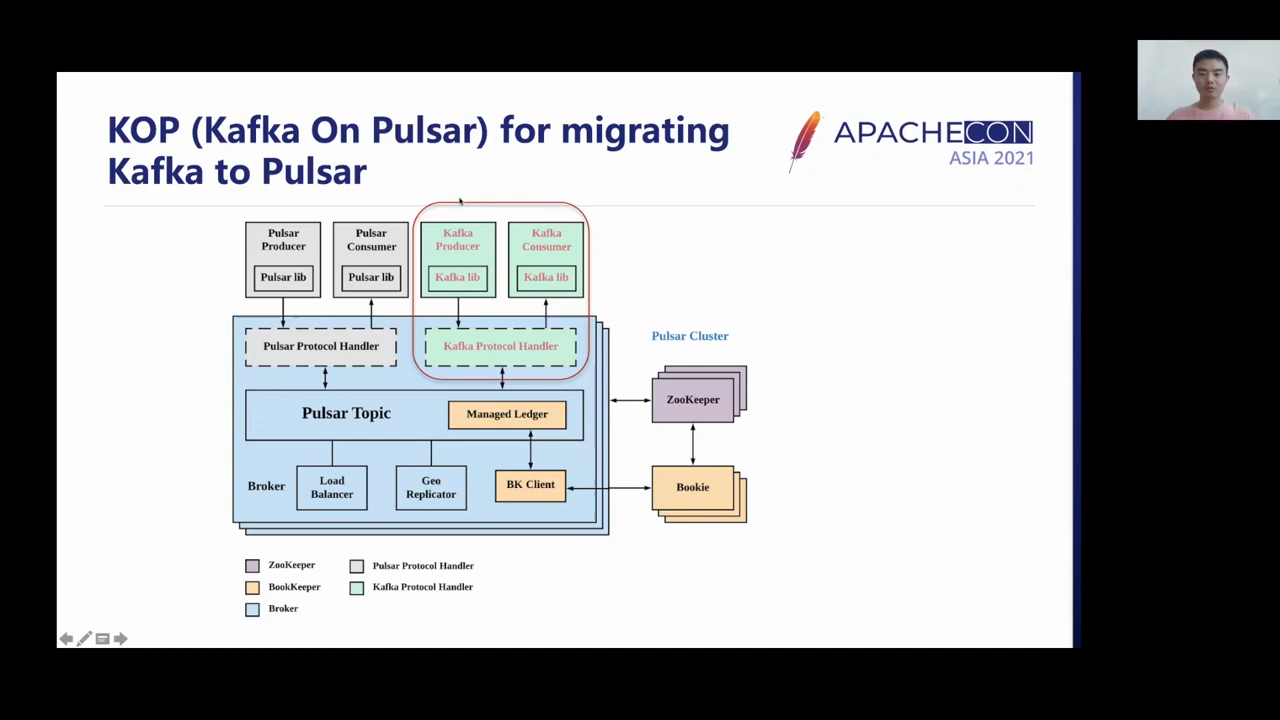 KOP (Kafka On Pulsar) for migrating
Kafka to Pulsar
APACHECON
ASIA 2021
Pulsar
Producer
Pulsar lib
Pulsar
Consumer
Pulsar lib
Kafka
Producer
Kafka lib
Kafka
Consumer
Kafka lib
Pulsar Protocol Handler
Kafka Protocol Handler
Pulsar Cluster
Pulsar Topic
Managed Ledger
ZooKeeper
Broker
Load
Balancer
Geo
Replicator
BK Client
Bookie
ZooKeeper
Pulsar Protocol Handler
BookKeeper
Kafka Protocol Handler
Broker